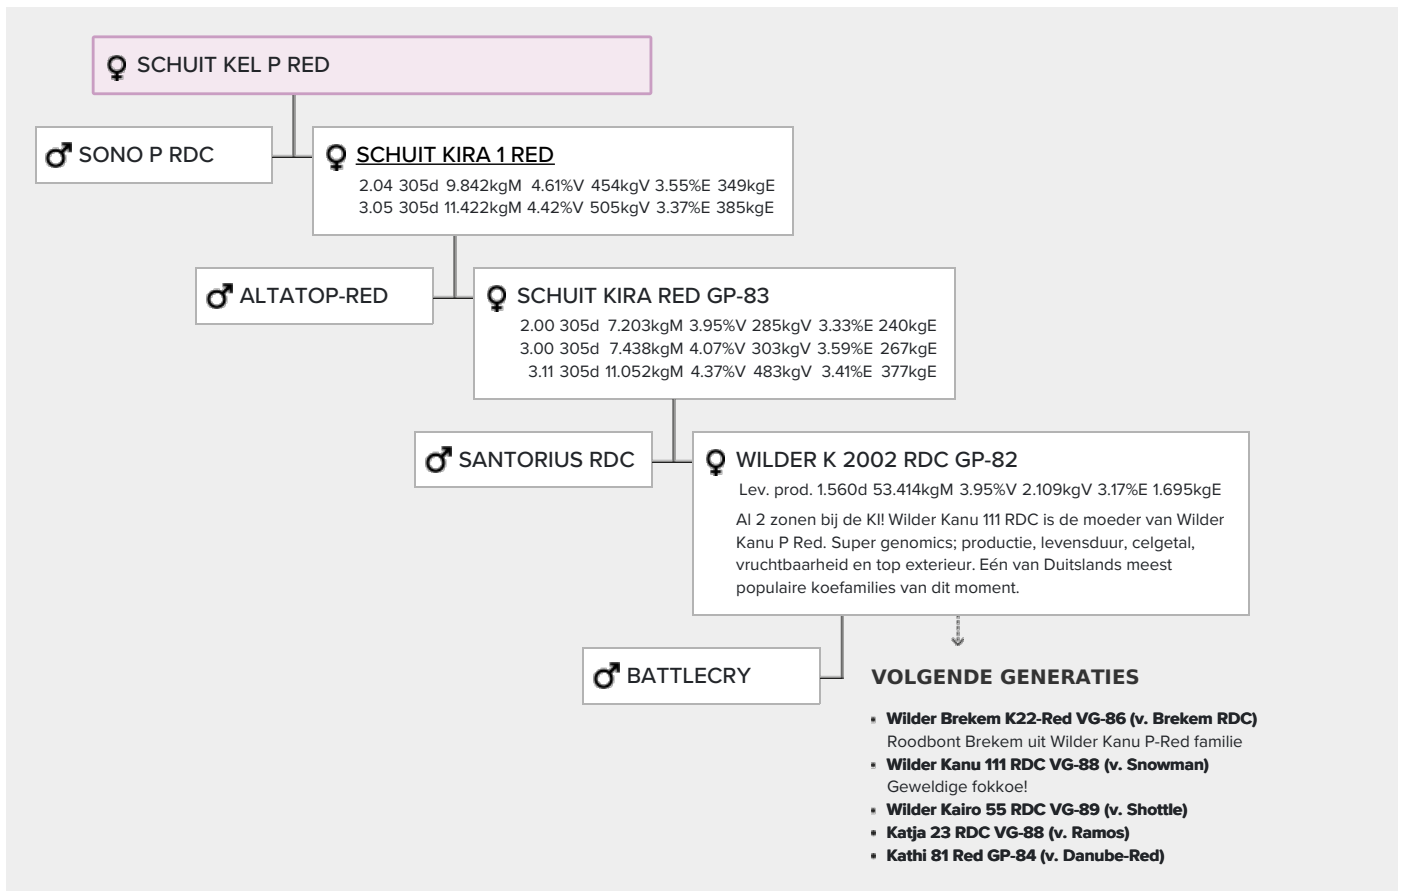 SCHUIT KEL P RED
SONO P RDC
SCHUIT KIRA 1 RED
2.04 305d 9.842kgM 4.61%V 454kgV 3.55%E 349kgE
3.05 305d 11.422kgM 4.42%V 505kgV 3.37%E 385kgE
ALTATOP-RED
SCHUIT KIRA RED GP-83
2.00 305d 7.203kgM 3.95%V 285kgV 3.33%E 240kgE
3.00 305d 7.438kgM 4.07%V 303kgV 3.59%E 267kgE
3.11 305d 11.052kgM 4.37%V 483kgV 3.41%E 377kgE
SANTORIUS RDC
WILDER K 2002 RDC GP-82
Lev. prod. 1.560d 53.414kgM 3.95%V 2.109kgV 3.17%E 1.695kgE
Al 2 zonen bij de KI! Wilder Kanu 111 RDC is de moeder van Wilder
Kanu P Red. Super genomics; productie, levensduur, celgetal,
vruchtbaarheid en top exterieur. Eén van Duitslands meest
populaire koefamilies van dit moment.
BATTLECRY
VOLGENDE GENERATIES
Wilder Brekem K22-Red VG-86 (v. Brekem RDC)
Roodbont Brekem uit Wilder Kanu P-Red familie
Wilder Kanu 111 RDC VG-88 (v. Snowman)
Geweldige fokkoe!
Wilder Kairo 55 RDC VG-89 (v. Shottle)
Katja 23 RDC VG-88 (v. Ramos)
Kathi 81 Red GP-84 (v. Danube-Red)